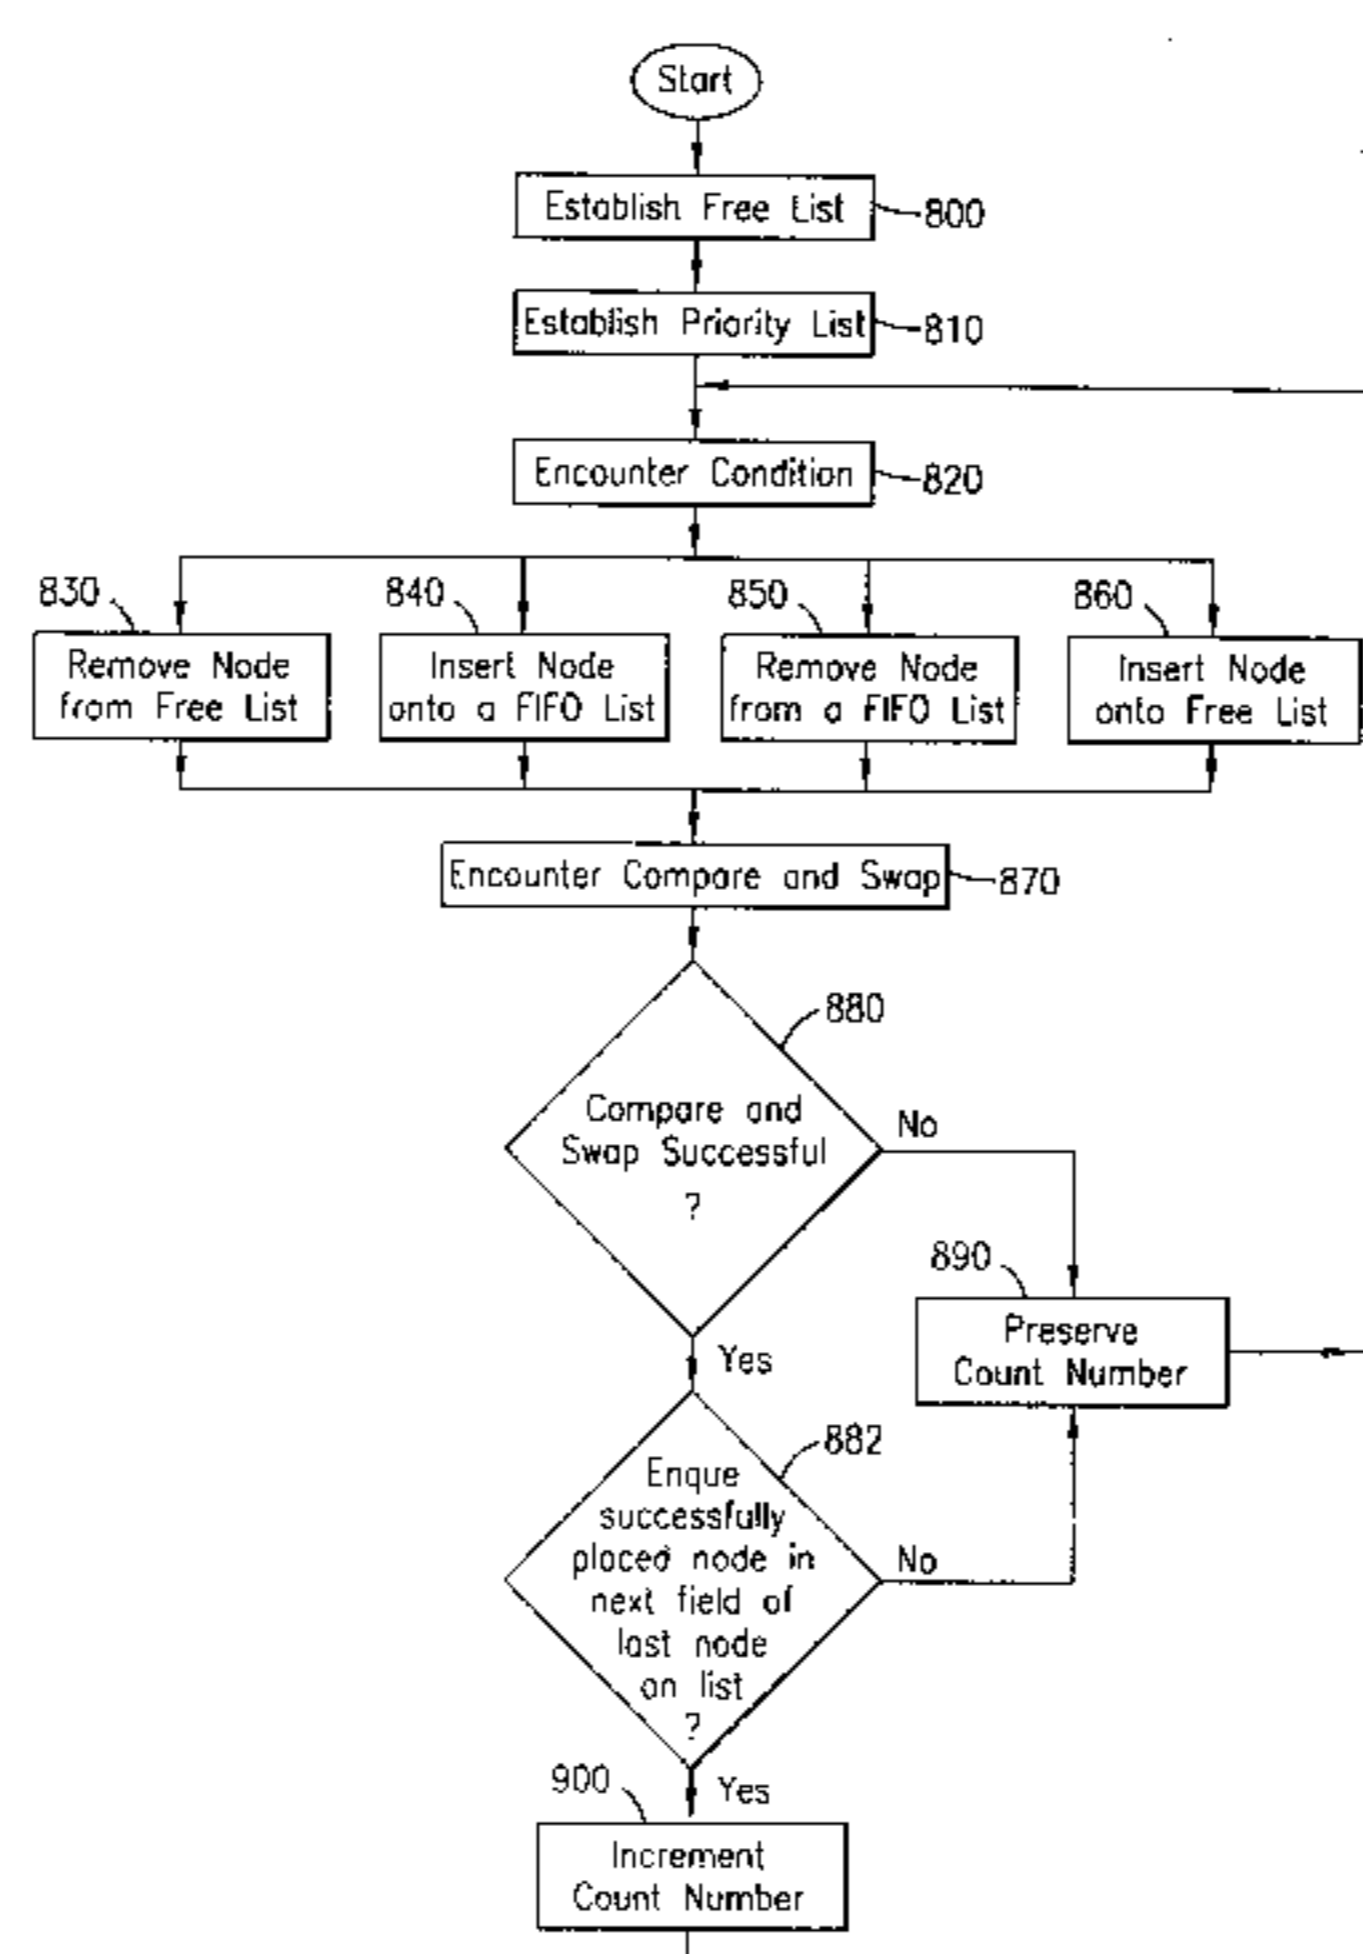 Start
Establish Free List
800
Establish Priority List
810
Encounter Condition
820
830
840
850
860
Remove Node
from Free List
Insert Node
onto a FIFO List
Remove Node
from a FIFO List
Insert Node
onto Free List
Encounter Compare and Swap
870
880
Compare and
Swap Successful
?
No
890
Preserve
Count Number
Yes
882
Enque
successfully
placed node in
next field of
last node
on list
?
No
900
Yes
Increment
Count Number